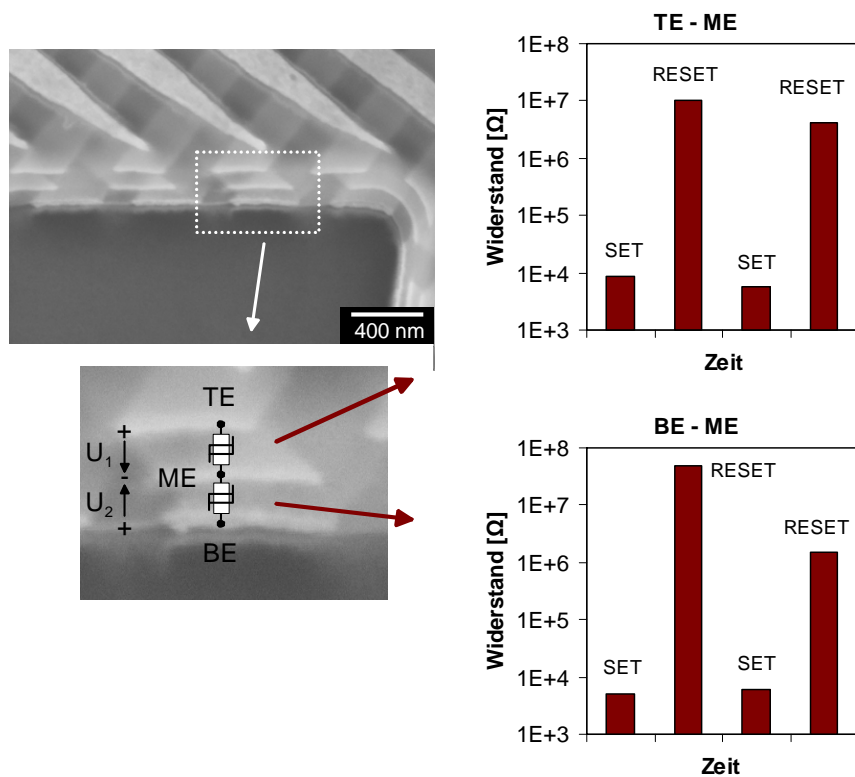 400 nm
TE
+
U₁
ME
-
U₂
+
BE
TE - ME
Widerstand [Ω]
1E+8
1E+7
1E+6
1E+5
1E+4
1E+3
SET
RESET
SET
RESET
Zeit
BE - ME
Widerstand [Ω]
1E+8
1E+7
1E+6
1E+5
1E+4
1E+3
SET
RESET
SET
RESET
Zeit